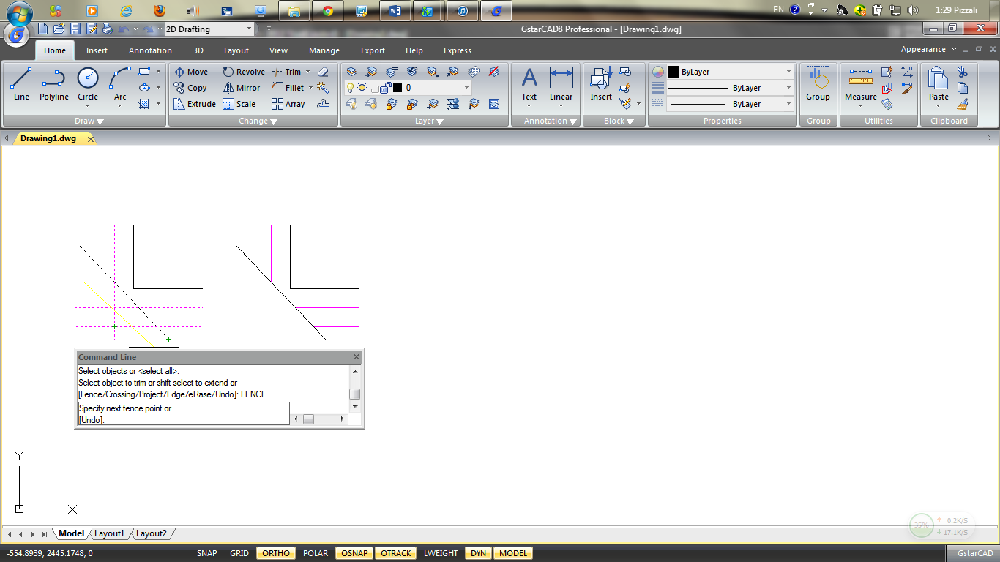 EN
1:29 Pizzali
2D Drafting
GstarCAD8 Professional - [Drawing1.dwg]
Home Insert Annotation 3D Layout View Manage Export Help Express
Appearance
Line Polyline Circle Arc
Draw
Move Revolve Trim
Copy Mirror Fillet
Extrude Scale Array
Change
0
Layer
Text Linear
Annotation
Insert
Block
ByLayer
ByLayer
ByLayer
Properties
Group
Group
Measure
Utilities
Paste
Clipboard
Drawing1.dwg
Command Line
Select objects or <select all>:
Select object to trim or shift-select to extend or
[Fence/Crossing/Project/Edge/eRase/Undo]: FENCE
Specify next fence point or
[Undo]:
Y
X
35%
0.2K/S
17.1K/S
Model Layout1 Layout2
-554.8939, 2445.1748, 0
SNAP GRID ORTHO POLAR OSNAP OTRACK LWEIGHT DYN MODEL
GstarCAD